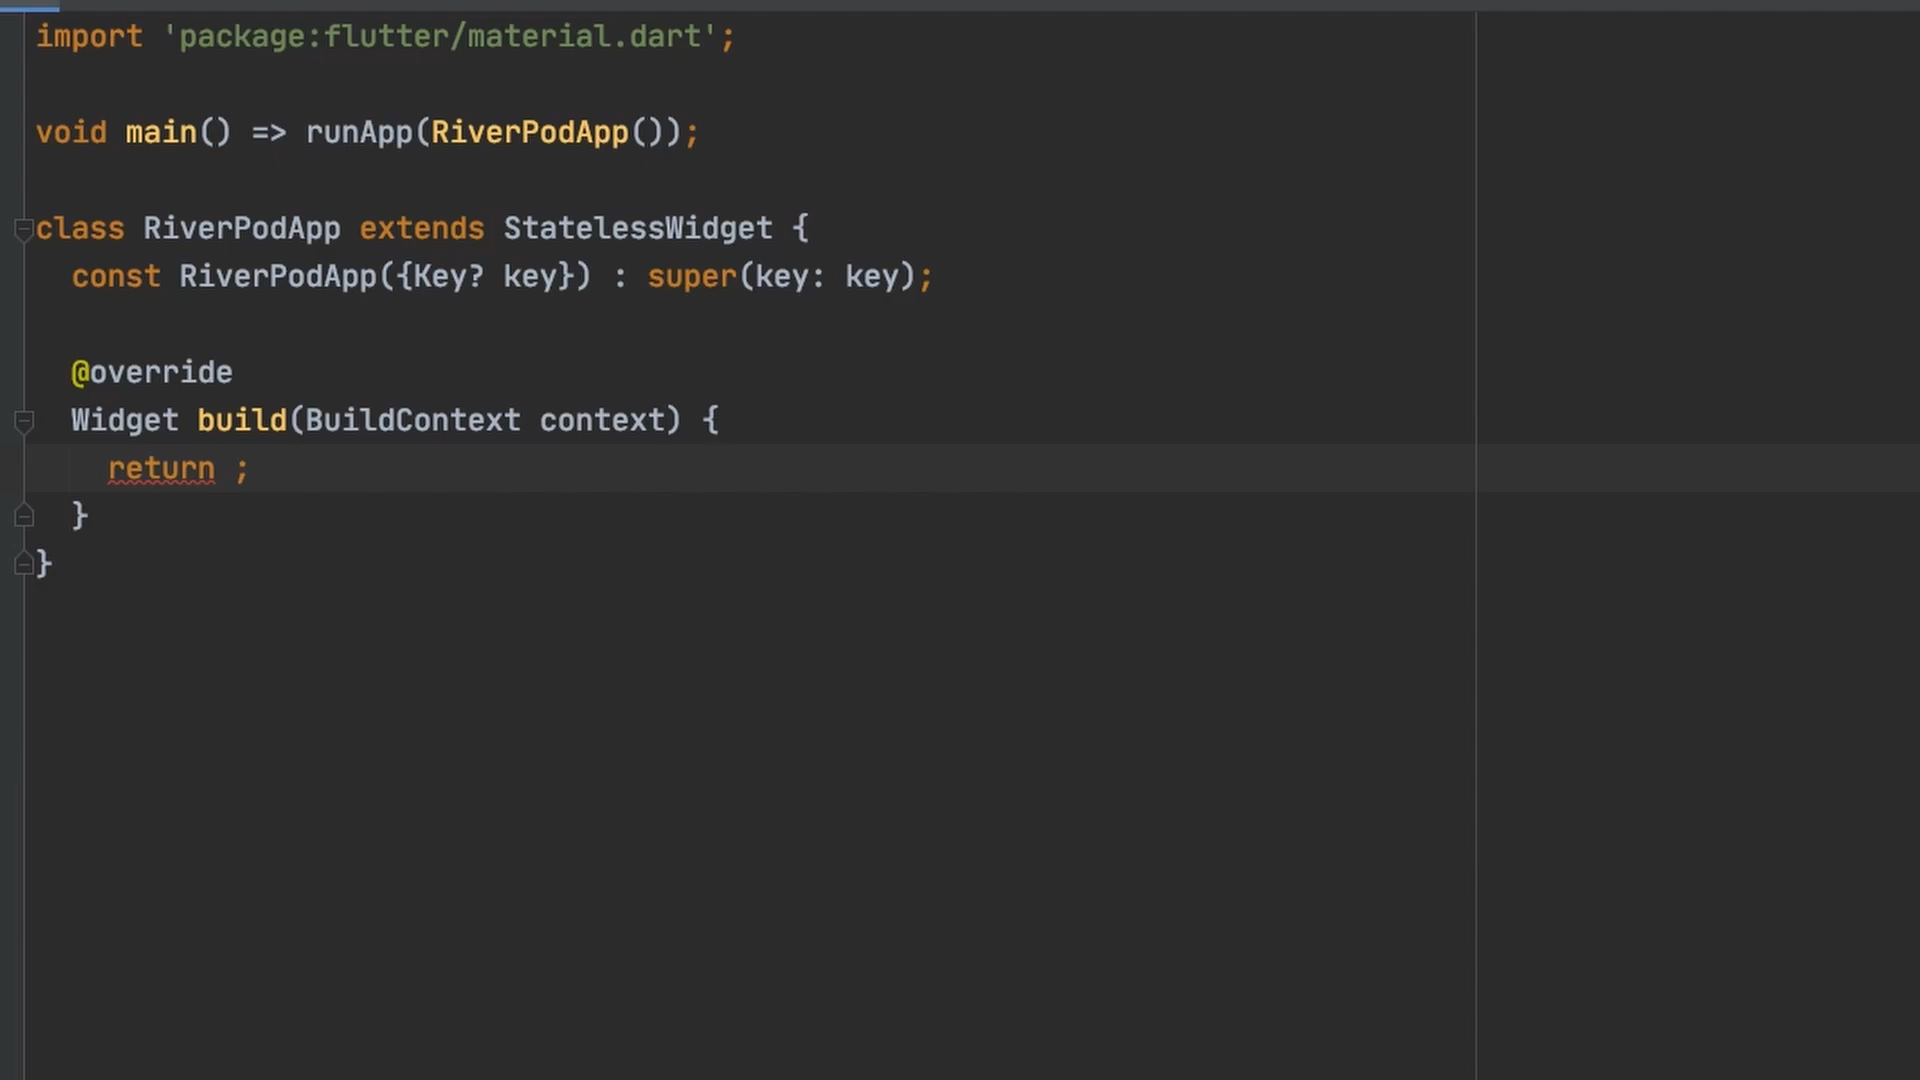 import 'package:flutter/material.dart';
void main() => runApp(RiverPodApp());
class RiverPodApp extends StatelessWidget {
const RiverPodApp({Key? key}) : super(key: key);
@override
Widget build(BuildContext context) {
return ;
}
}